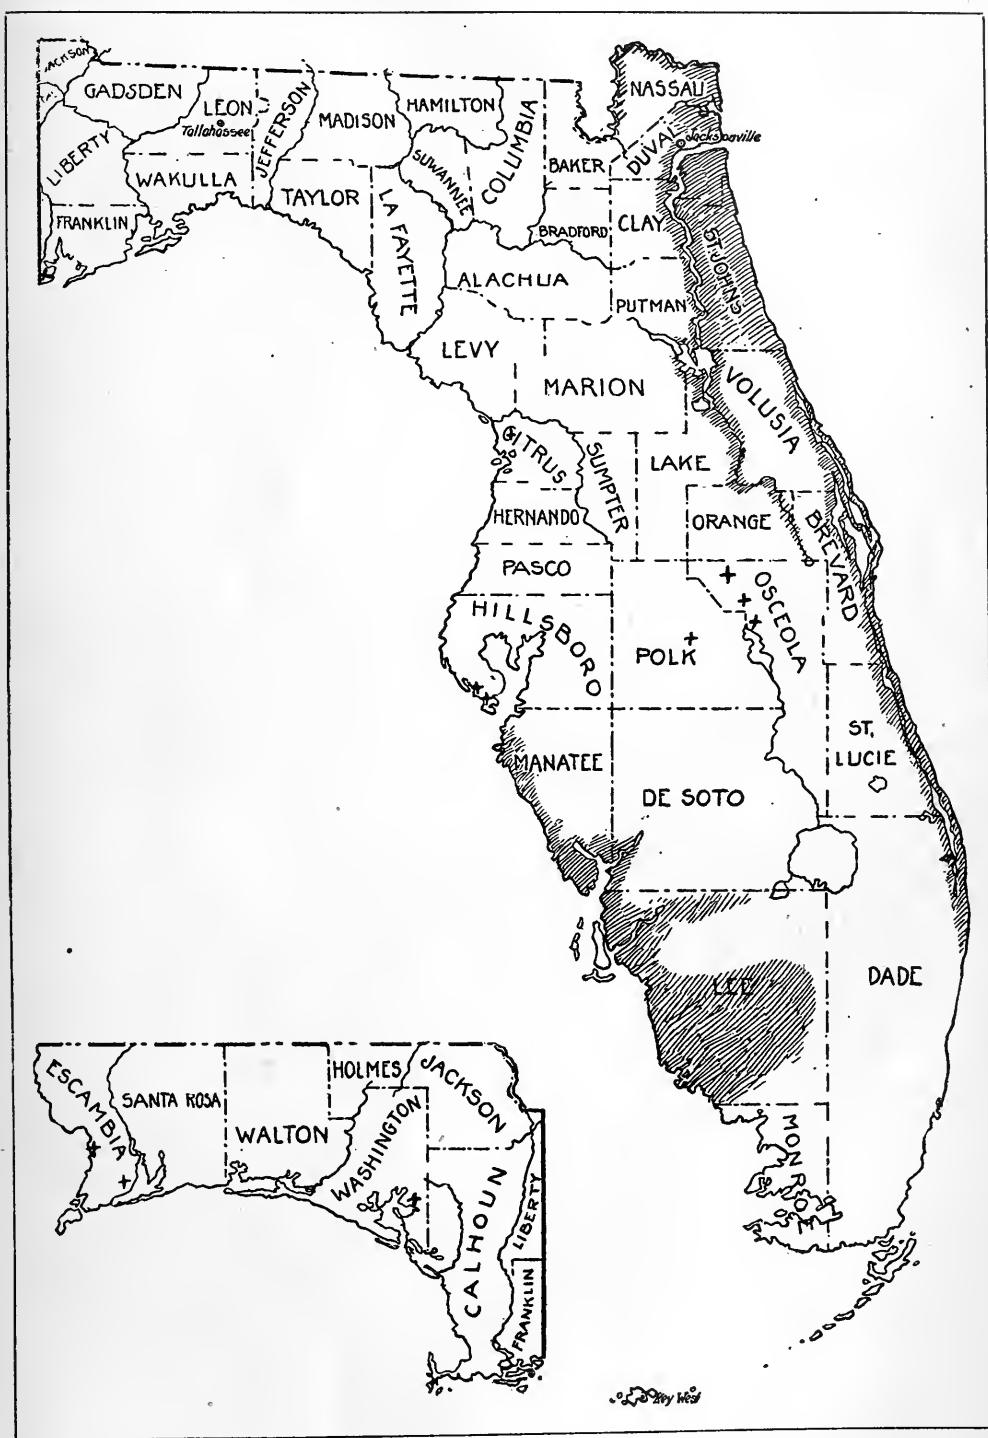 JACKSON
GADSDEN
LEON
Tallahassee
JEFFERSON
MADISON
HAMILTON
COLUMBIA
NASSAU
DUVAL
Jacksonville
BAKER
LIBERTY
WAKULLA
TAYLOR
SUWANNEE
LA FAYETTE
FRANKLIN
BRADFORD
CLAY
ST. JOHNS
ALACHUA
PUTMAN
LEVY
MARION
VOLUSIA
CITRUS
SUMPTER
LAKE
HERNANDO
ORANGE
BREVARD
PASCO
OSCEOLA
HILLSBORO
POLK
MANATEE
ST.
LUCIE
DE SOTO
LEE
DADE
MONROE
ESCAMBIA
SANTA ROSA
WALTON
HOLMES
JACKSON
WASHINGTON
CALHOUN
LIBERTY
FRANKLIN
Key West